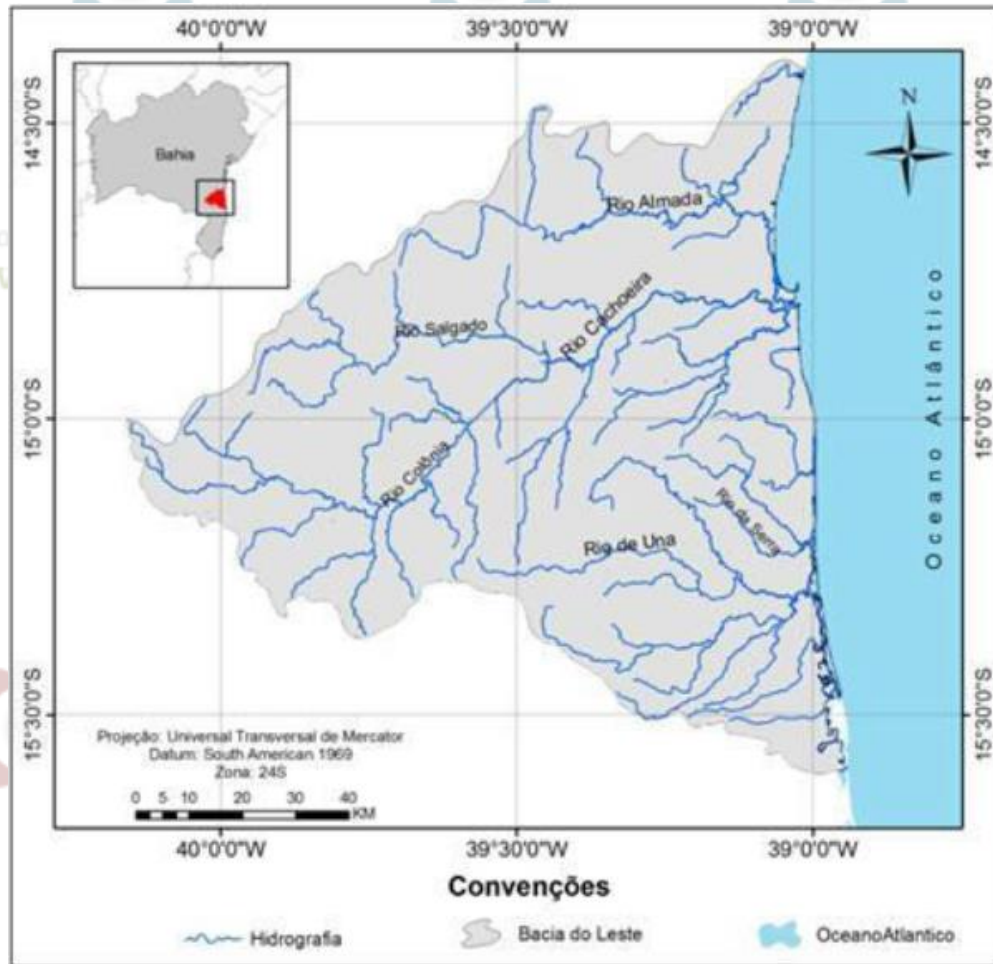 40°0'0"W 39°30'0"W 39°0'0"W
14°30'0"S
15°0'0"S
15°30'0"S
Bahia
N
14°30'0"S
15°0'0"S
15°30'0"S
Rio Almada
Rio Cachoeira
Rio Salgado
Rio Colônia
Rio da Serra
Rio de Una
Oceano Atlântico
Projeção: Universal Transversal de Mercator
Datum: South American 1969
Zona: 24S
0 5 10 20 30 40
KM
40°0'0"W 39°30'0"W 39°0'0"W
Convenções
Hidrografia Bacia do Leste OceanoAtlantico